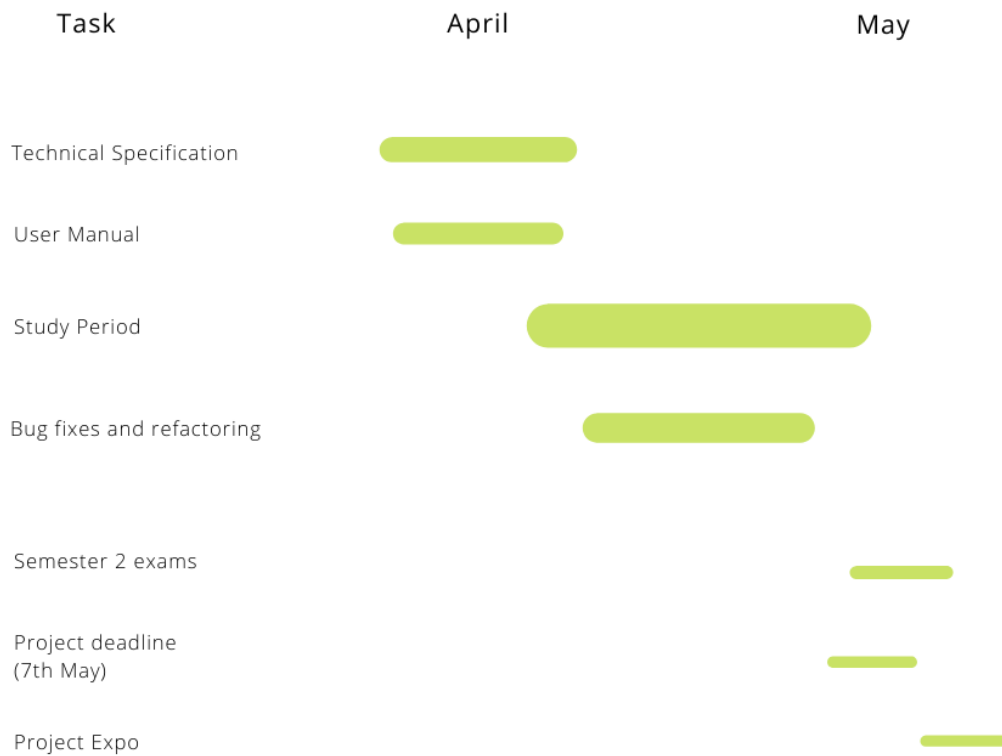 Task April May
Technical Specification
User Manual
Study Period
Bug fixes and refactoring
Semester 2 exams
Project deadline
(7th May)
Project Expo